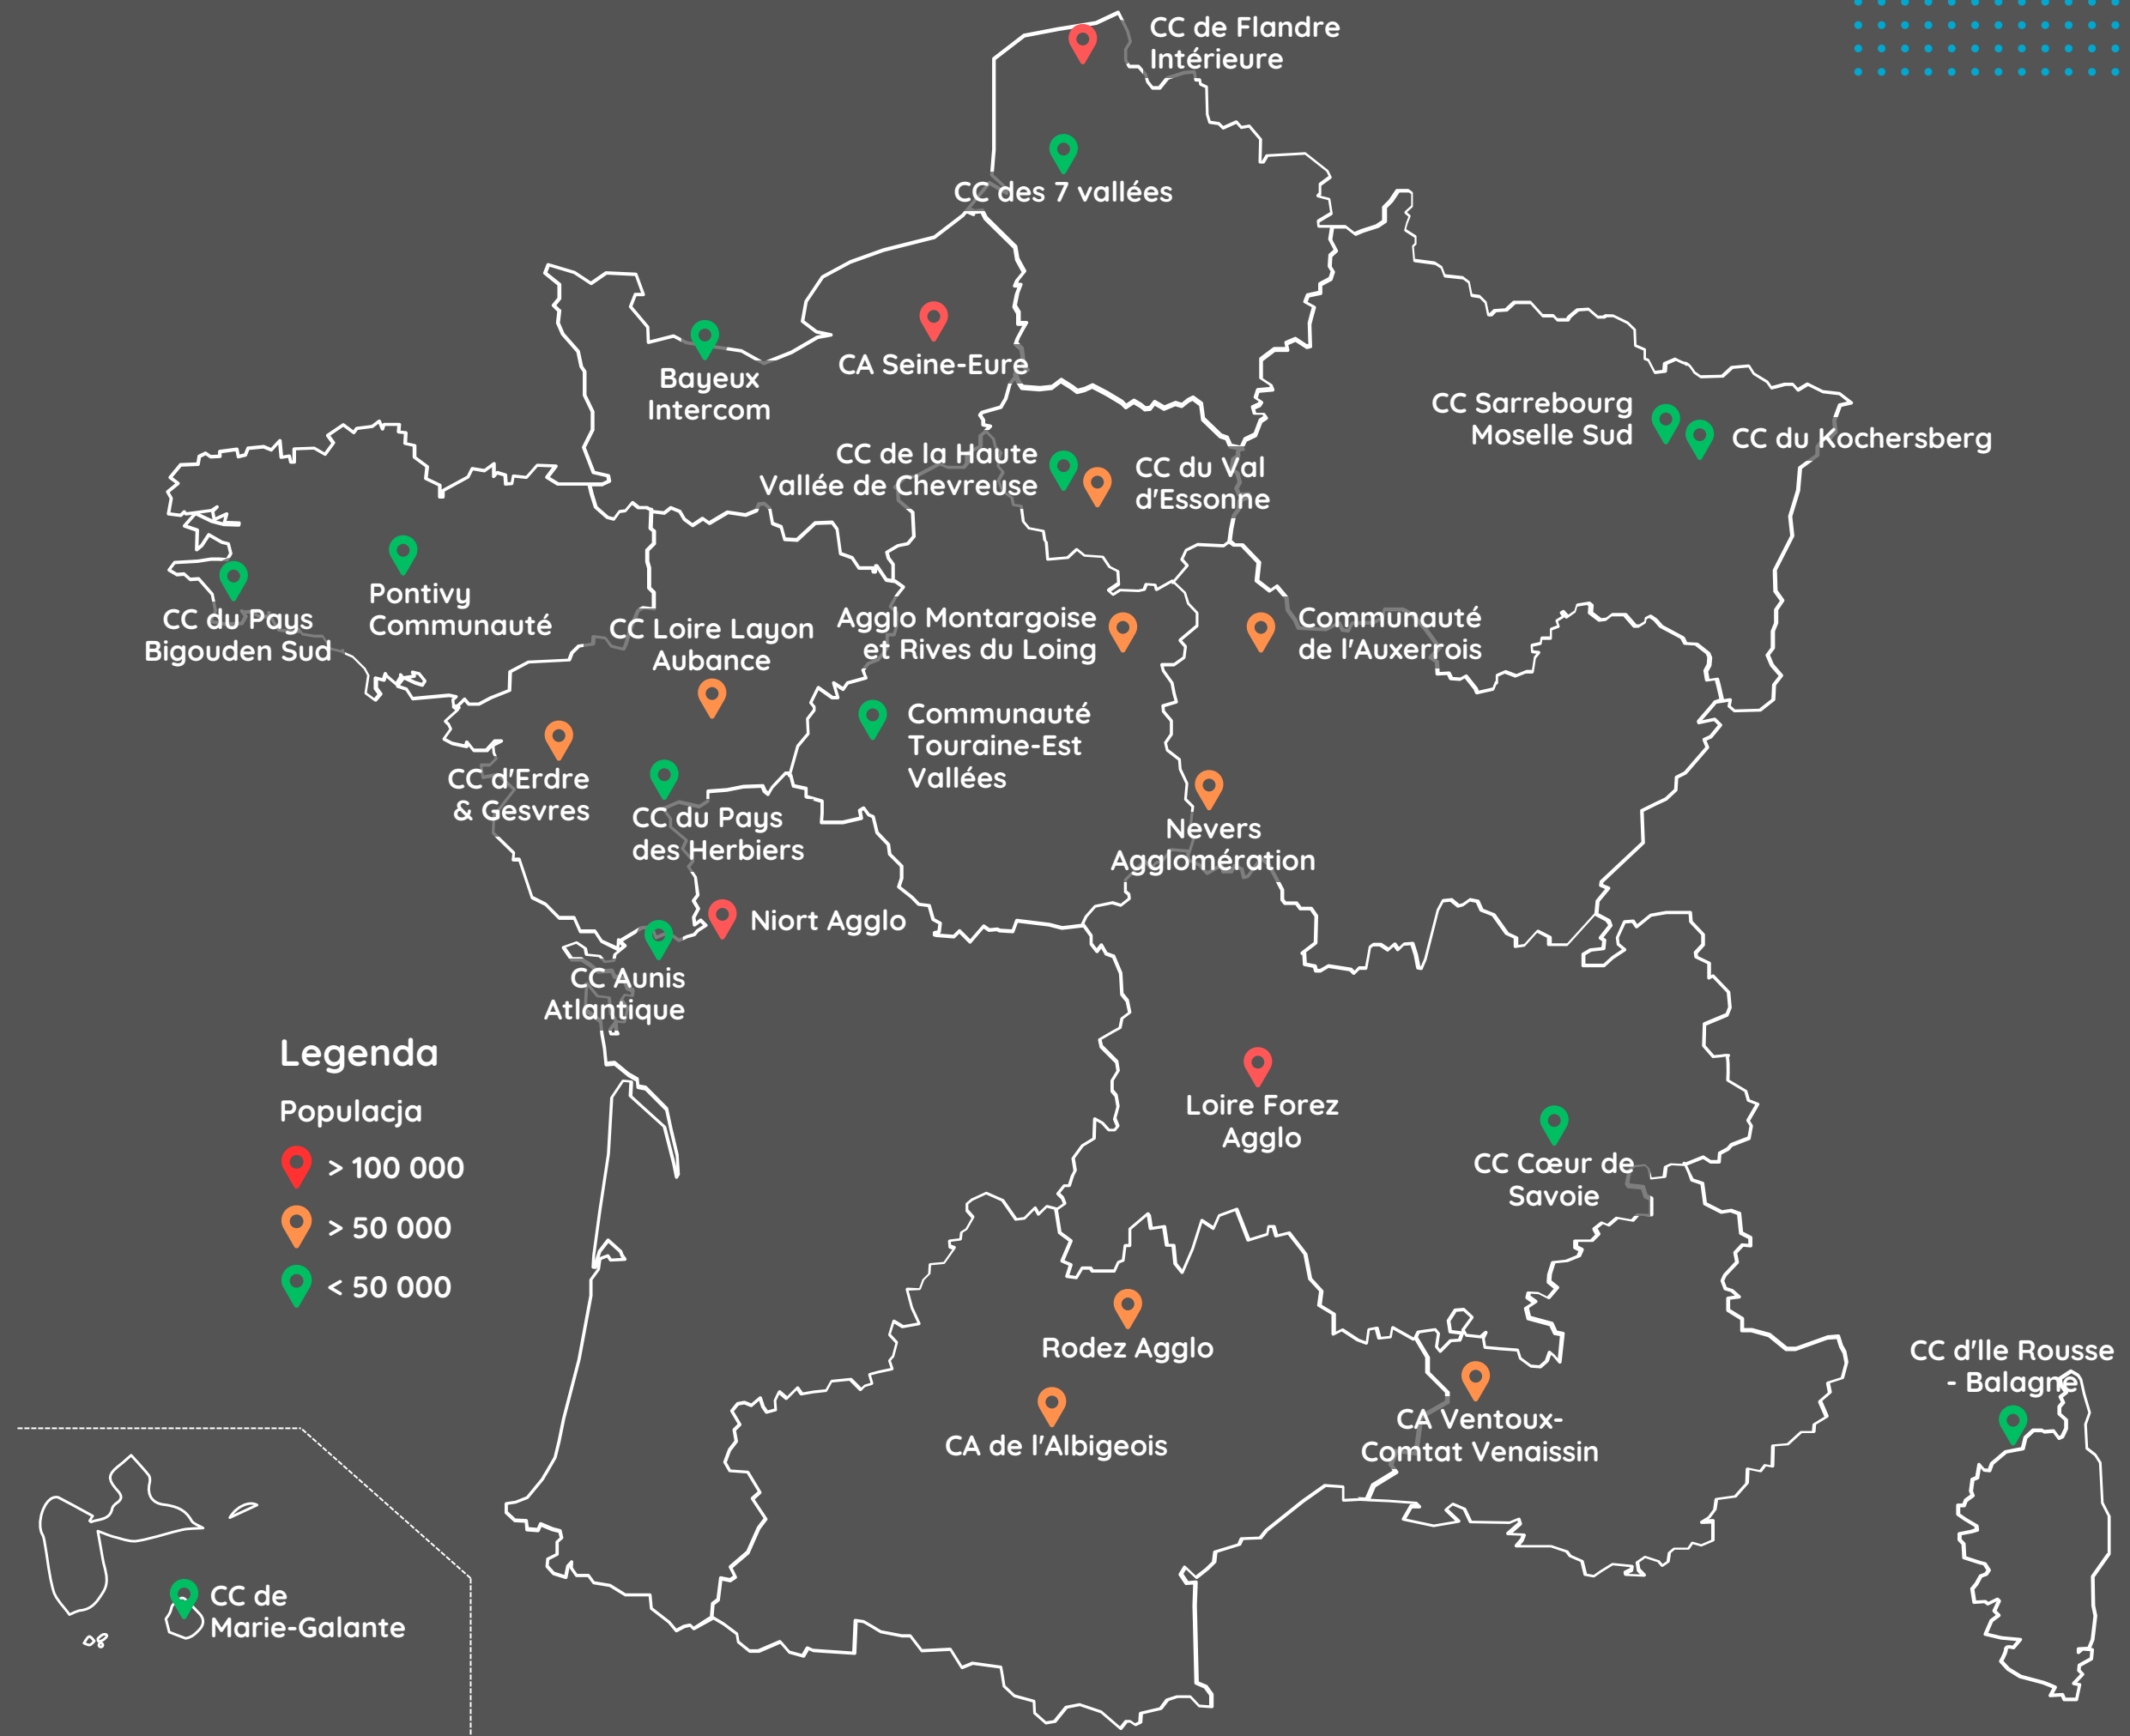 CC de Flandre
Intérieure
CC des 7 vallées
CA Seine-Eure
Bayeux
Intercom
CC Sarrebourg
Moselle Sud
CC du Kochersberg
CC de la Haute
Vallée de Chevreuse
CC du Val
d'Essonne
Pontivy
Communauté
CC du Pays
Bigouden Sud
CC Loire Layon
Aubance
Agglo Montargoise
et Rives du Loing
Communauté
de l'Auxerrois
Communauté
Touraine-Est
Vallées
CC d'Erdre
& Gesvres
CC du Pays
des Herbiers
Nevers
Agglomération
Niort Agglo
CC Aunis
Atlantique
Legenda
Populacja
> 100 000
> 50 000
< 50 000
Loire Forez
Agglo
CC Cœur de
Savoie
Rodez Agglo
CA de l'Albigeois
CA Ventoux-
Comtat Venaissin
CC d'Ile Rousse
- Balagne
CC de
Marie-Galante